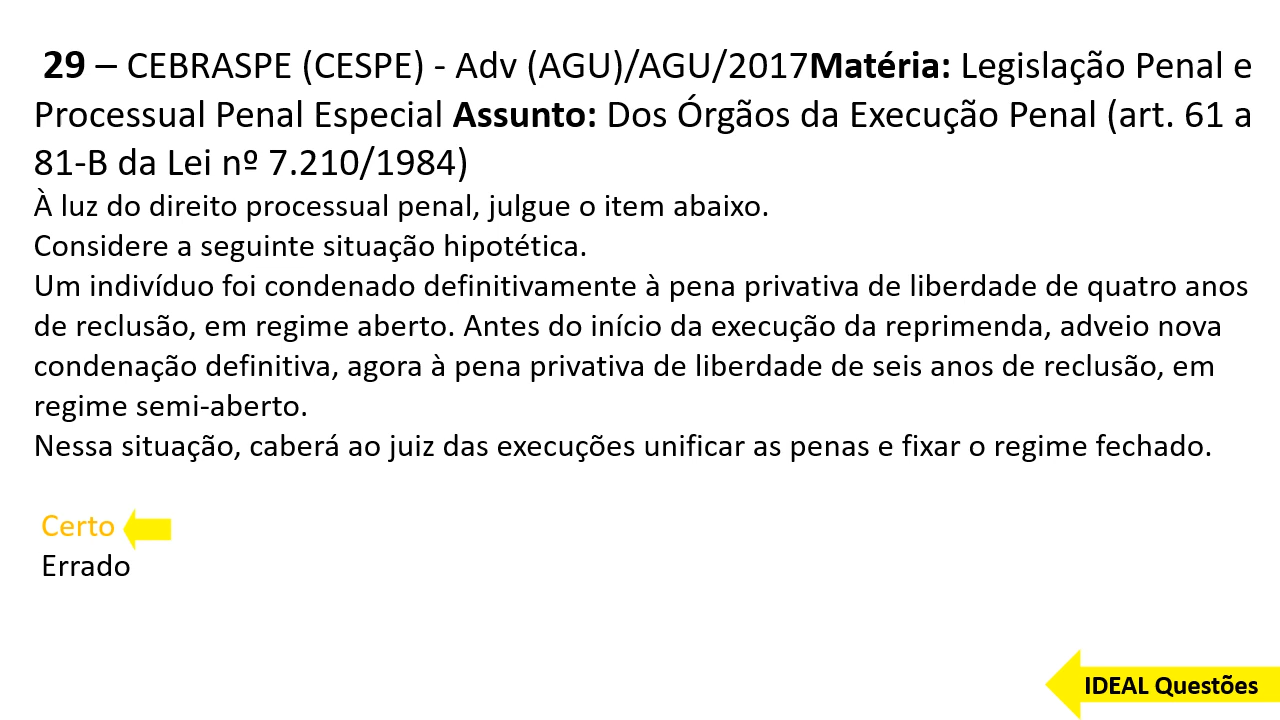 29 – CEBRASPE (CESPE) - Adv (AGU)/AGU/2017Matéria: Legislação Penal e
Processual Penal Especial Assunto: Dos Órgãos da Execução Penal (art. 61 a
81-B da Lei nº 7.210/1984)
À luz do direito processual penal, julgue o item abaixo.
Considere a seguinte situação hipotética.
Um indivíduo foi condenado definitivamente à pena privativa de liberdade de quatro anos
de reclusão, em regime aberto. Antes do início da execução da reprimenda, adveio nova
condenação definitiva, agora à pena privativa de liberdade de seis anos de reclusão, em
regime semi-aberto.
Nessa situação, caberá ao juiz das execuções unificar as penas e fixar o regime fechado.
Certo
Errado
IDEAL Questões